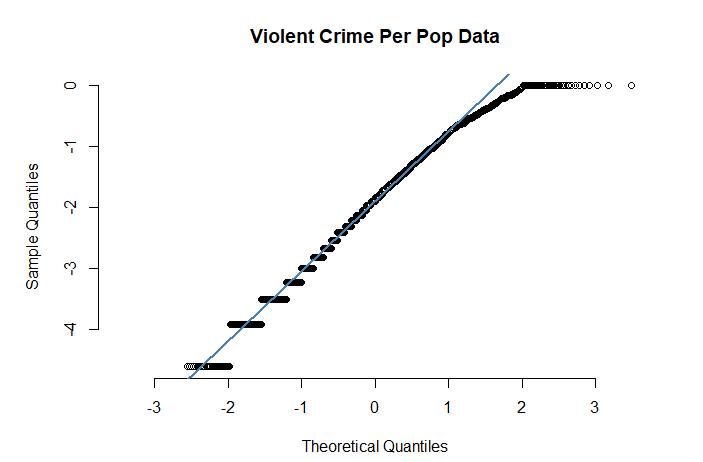 Violent Crime Per Pop Data
Sample Quantiles
0
-1
-2
-3
-4
-3 -2 -1 0 1 2 3
Theoretical Quantiles